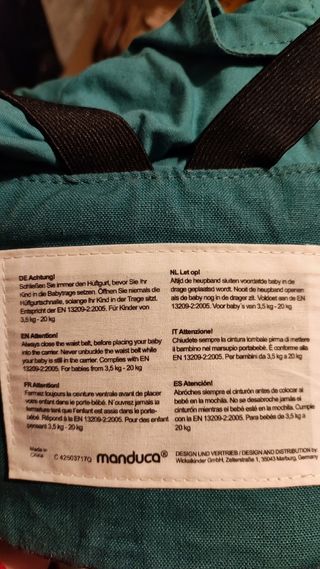 DE Achtung!
Schließen Sie immer den Hüftgurt, bevor Sie Ihr
Kind in die Babytrage setzen. Öffnen Sie niemals die
Hüftgurtschnalle, solange Ihr Kind in der Trage sitzt.
Entspricht der EN 13209-2:2005. Für Kinder von
3,5 kg - 20 kg
EN Attention!
Always close the waist belt, before placing your baby
into the carrier. Never unbuckle the waist belt while
your baby is still in the carrier. Complies with EN
13209-2:2005. For babies from 3,5 kg - 20 kg
FR Attention!
Fermez toujours la ceinture ventrale avant de placer
votre enfant dans le porte-bébé. N'ouvrez jamais la
fermeture tant que l'enfant est assis dans le porte-
bébé. Répond à la EN 13209-2:2005. Pour des enfants
pensant 3,5 kg - 20 kg
NL Let op!
Altijd de heupband sluiten voordat de baby in de
drage geplaatst wordt. Nooit de heupband openen
als de baby nog in de drager zit. Voldoet aan de EN
13209-2:2005. Voor baby's van 3,5 kg - 20 kg
IT Attenzione!
Chiudete sempre la cintura lombale pirma di mettere
il bambino nel marsupio portabebè. È conforme alla
EN 13209-2:2005. Per bambini da 3,5 kg a 20 kg
ES Atención!
Abróches siempre el cinturón antes de colocar al
bebé en la mochila. No se desabroche jamais el
cinturón mientras el bebé esté en la mochila. Cumple
con la EN 13209-2:2005. Para bebés de 3,5 kg a
20 kg
Made in
China
C 42503717Q
manduca®
DESIGN UND VERTRIEB / DESIGN AND DISTRIBUTION by
Wickelkinder GmbH, Zeiterstraße 1, 35043 Marburg, Germany